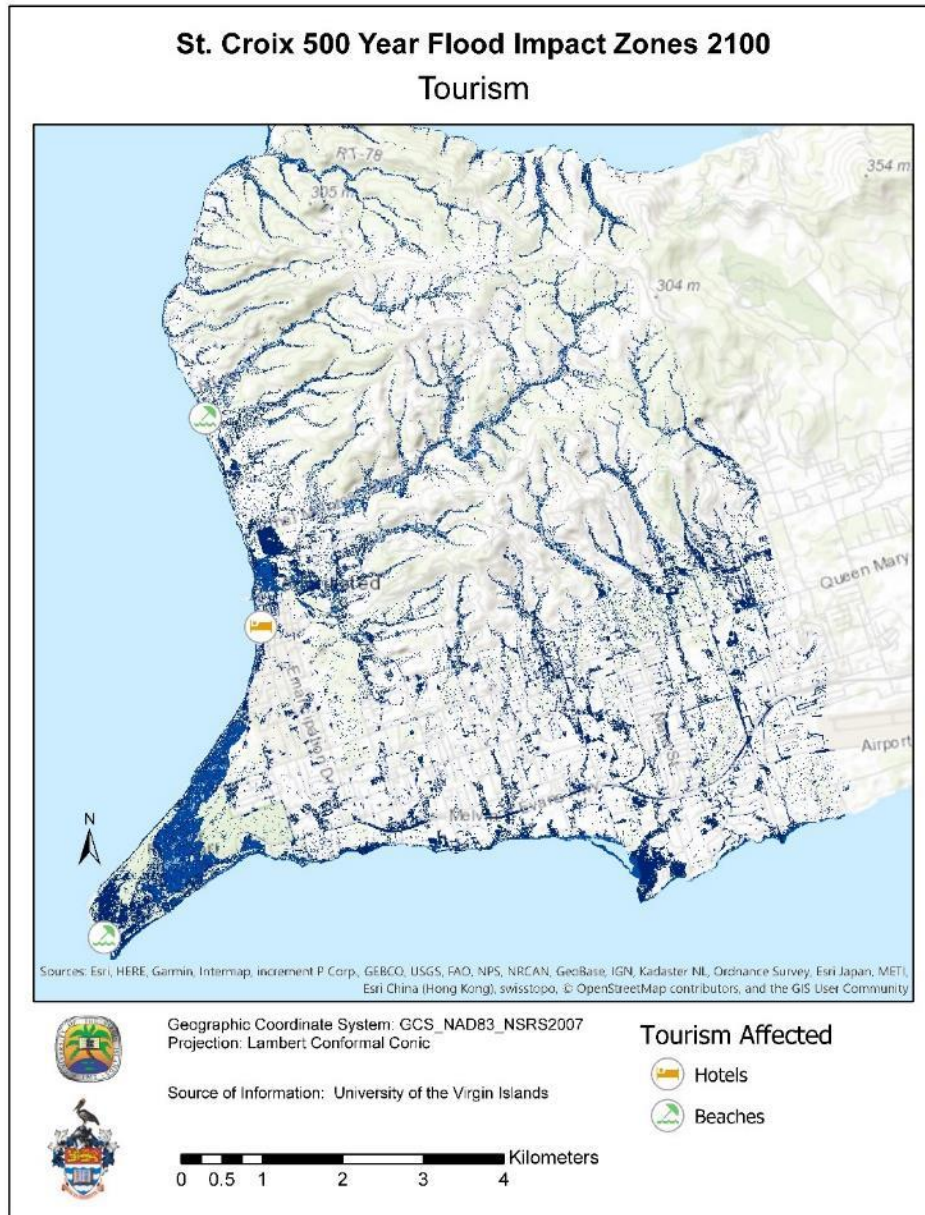 St. Croix 500 Year Flood Impact Zones 2100
Tourism
RT-78
305 m
354 m
304 m
Queen Mary
Airport
N
Sources: Esri, HERE, Garmin, Intermap, increment P Corp., GEBCO, USGS, FAO, NPS, NRCAN, GeoBase, IGN, Kadaster NL, Ordnance Survey, Esri Japan, METI,
Esri China (Hong Kong), swisstopo, © OpenStreetMap contributors, and the GIS User Community
Geographic Coordinate System: GCS_NAD83_NSRS2007
Projection: Lambert Conformal Conic
Source of Information: University of the Virgin Islands
Kilometers
0 0.5 1 2 3 4
Tourism Affected
Hotels
Beaches